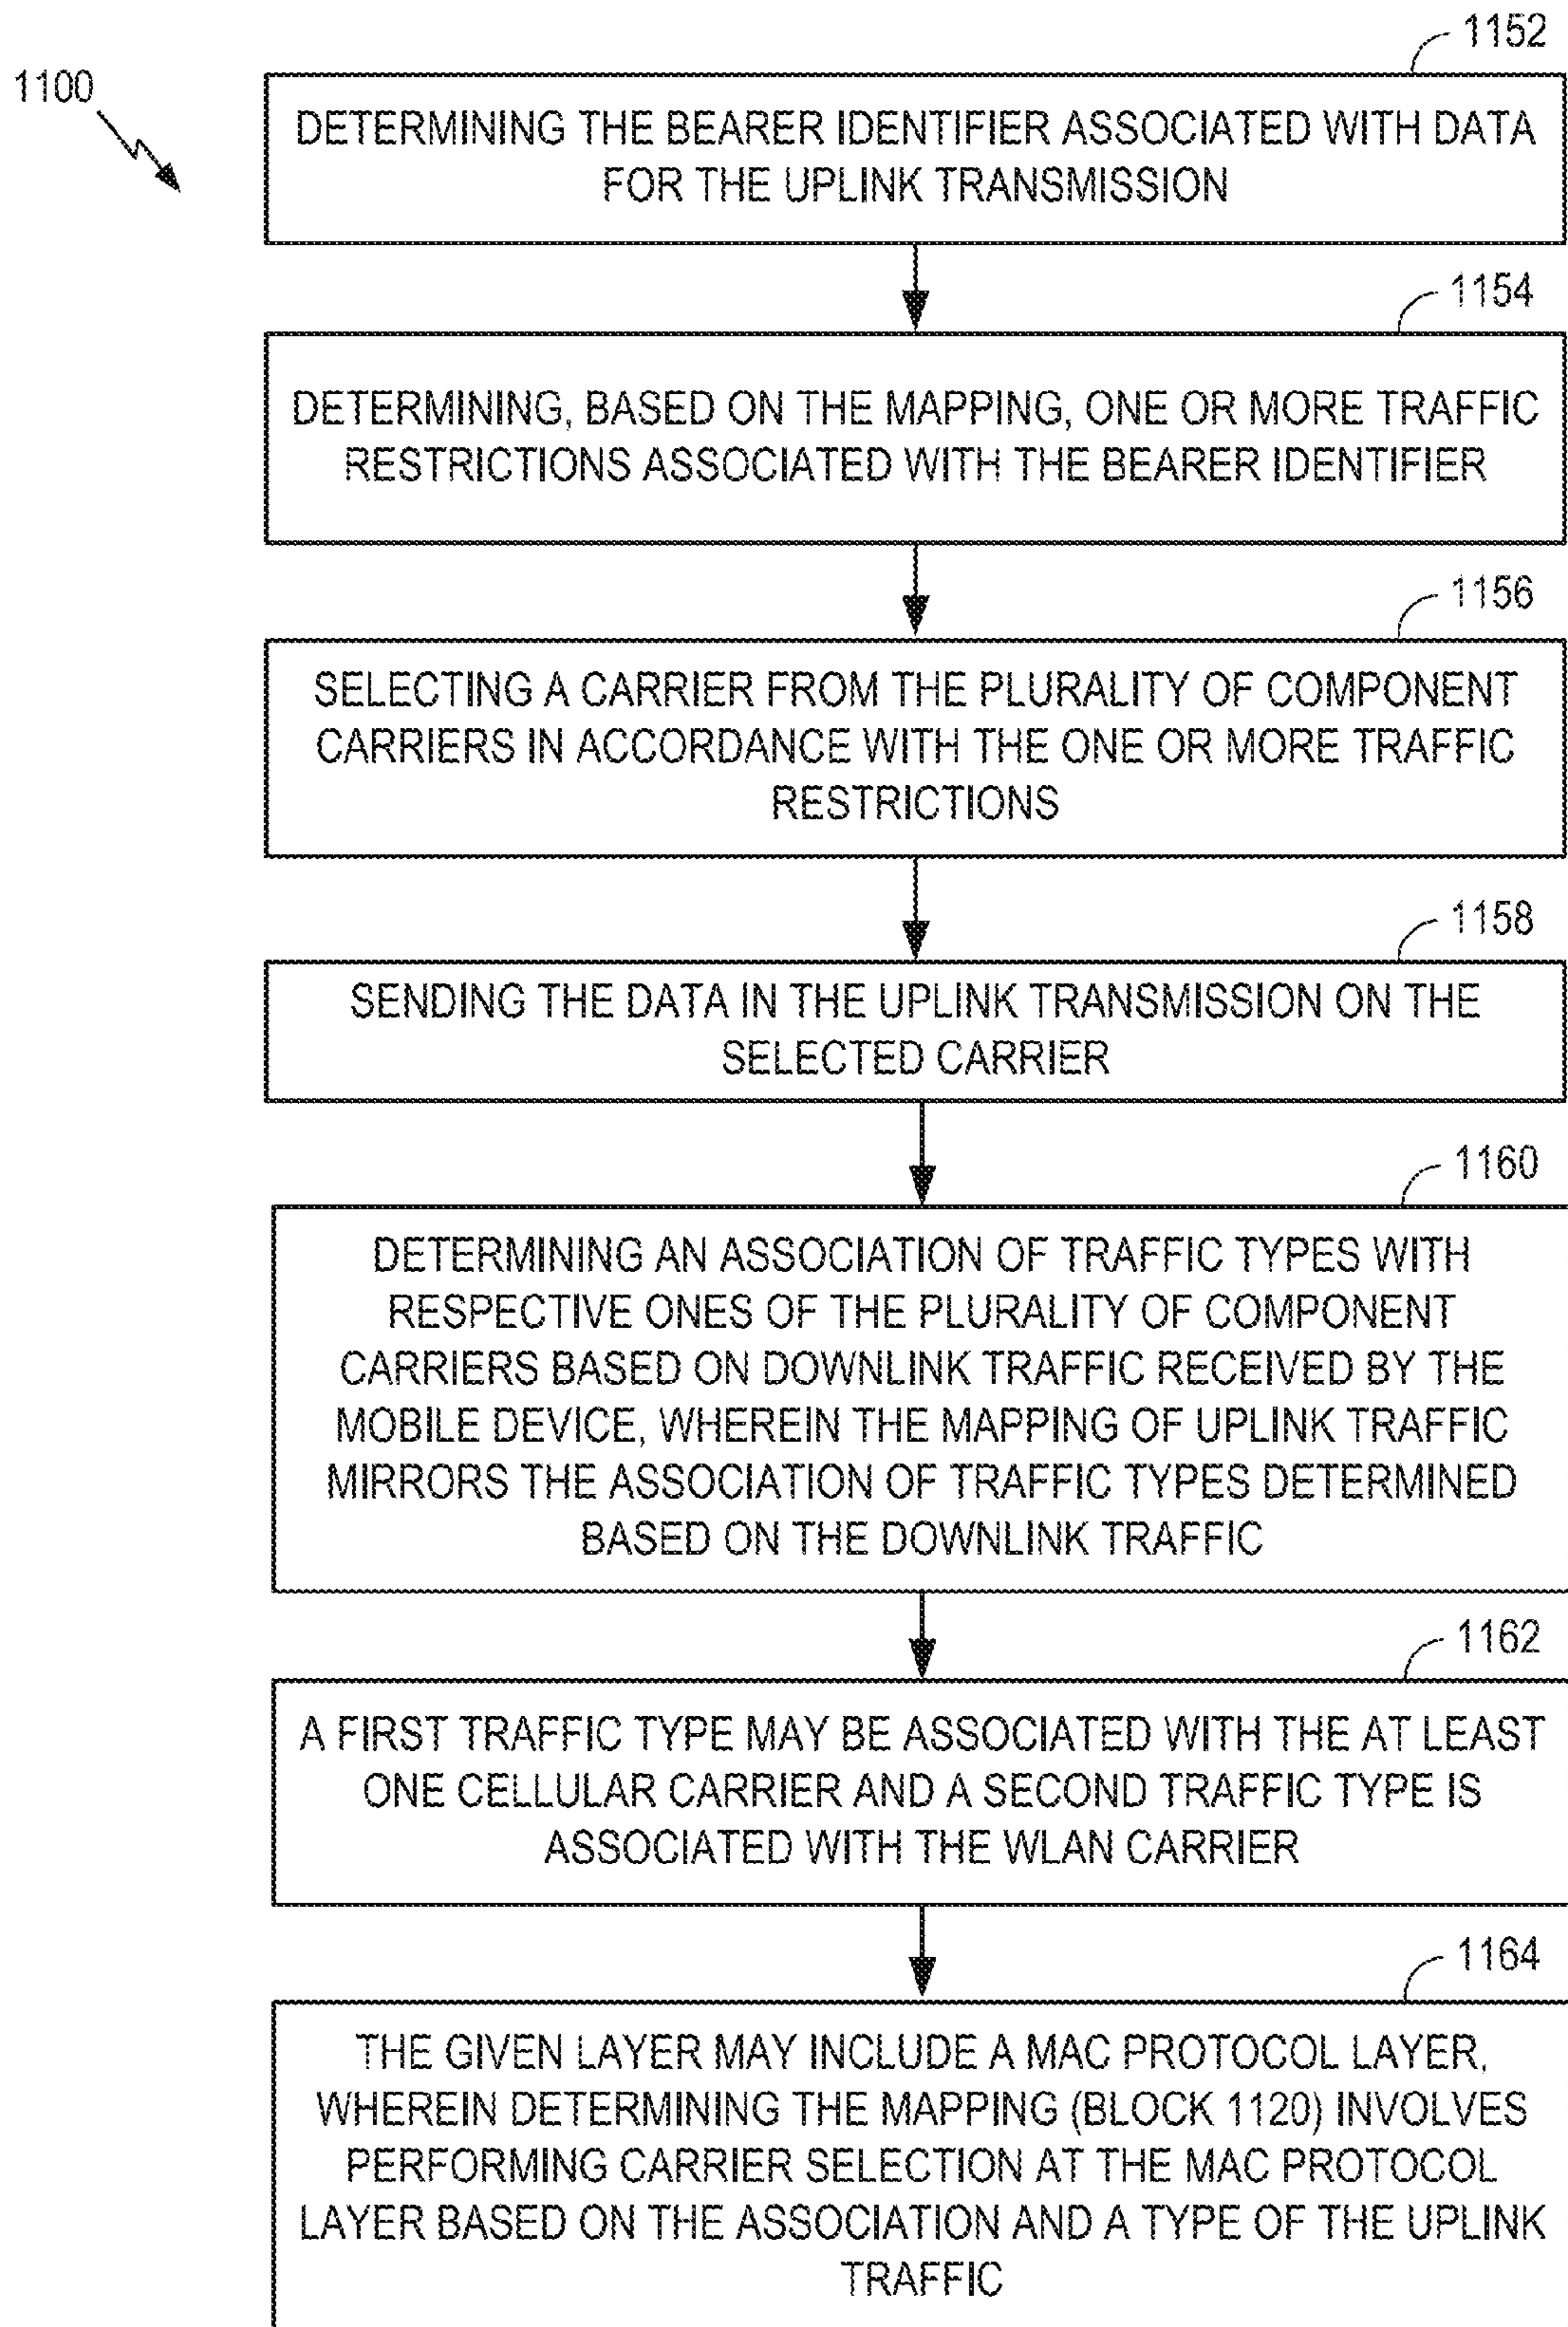 1100
1152
DETERMINING THE BEARER IDENTIFIER ASSOCIATED WITH DATA
FOR THE UPLINK TRANSMISSION
1154
DETERMINING, BASED ON THE MAPPING, ONE OR MORE TRAFFIC
RESTRICTIONS ASSOCIATED WITH THE BEARER IDENTIFIER
1156
SELECTING A CARRIER FROM THE PLURALITY OF COMPONENT
CARRIERS IN ACCORDANCE WITH THE ONE OR MORE TRAFFIC
RESTRICTIONS
1158
SENDING THE DATA IN THE UPLINK TRANSMISSION ON THE
SELECTED CARRIER
1160
DETERMINING AN ASSOCIATION OF TRAFFIC TYPES WITH
RESPECTIVE ONES OF THE PLURALITY OF COMPONENT
CARRIERS BASED ON DOWNLINK TRAFFIC RECEIVED BY THE
MOBILE DEVICE, WHEREIN THE MAPPING OF UPLINK TRAFFIC
MIRRORS THE ASSOCIATION OF TRAFFIC TYPES DETERMINED
BASED ON THE DOWNLINK TRAFFIC
1162
A FIRST TRAFFIC TYPE MAY BE ASSOCIATED WITH THE AT LEAST
ONE CELLULAR CARRIER AND A SECOND TRAFFIC TYPE IS
ASSOCIATED WITH THE WLAN CARRIER
1164
THE GIVEN LAYER MAY INCLUDE A MAC PROTOCOL LAYER,
WHEREIN DETERMINING THE MAPPING (BLOCK 1120) INVOLVES
PERFORMING CARRIER SELECTION AT THE MAC PROTOCOL
LAYER BASED ON THE ASSOCIATION AND A TYPE OF THE UPLINK
TRAFFIC